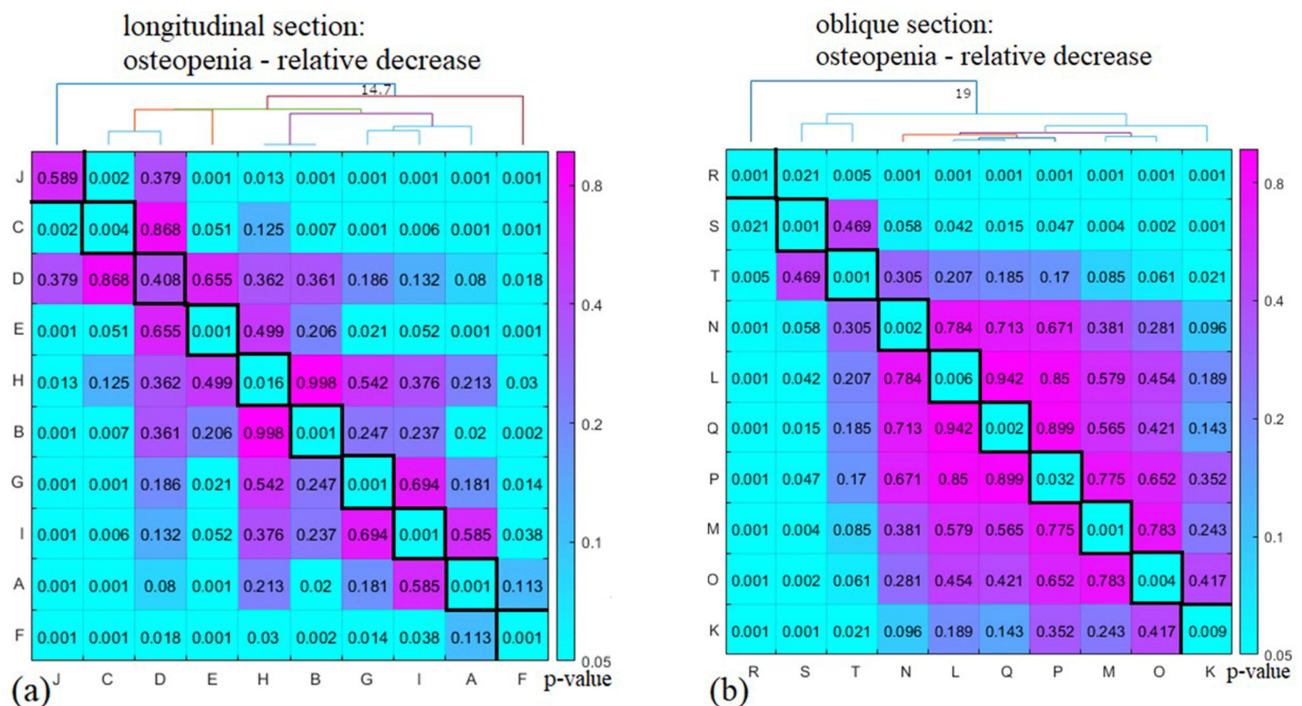 longitudinal section:
osteopenia - relative decrease
14.7
J 0.589 0.002 0.379 0.001 0.013 0.001 0.001 0.001 0.001 0.001
C 0.002 0.004 0.868 0.051 0.125 0.007 0.001 0.006 0.001 0.001
D 0.379 0.868 0.408 0.655 0.362 0.361 0.186 0.132 0.08 0.018
E 0.001 0.051 0.655 0.001 0.499 0.206 0.021 0.052 0.001 0.001
H 0.013 0.125 0.362 0.499 0.016 0.998 0.542 0.376 0.213 0.03
B 0.001 0.007 0.361 0.206 0.998 0.001 0.247 0.237 0.02 0.002
G 0.001 0.001 0.186 0.021 0.542 0.247 0.001 0.694 0.181 0.014
I 0.001 0.006 0.132 0.052 0.376 0.237 0.694 0.001 0.585 0.038
A 0.001 0.001 0.08 0.001 0.213 0.02 0.181 0.585 0.001 0.113
F 0.001 0.001 0.018 0.001 0.03 0.002 0.014 0.038 0.113 0.001
J C D E H B G I A F
0.8
0.4
0.2
0.1
0.05
p-value
(a)
oblique section:
osteopenia - relative decrease
19
R 0.001 0.021 0.005 0.001 0.001 0.001 0.001 0.001 0.001 0.001
S 0.021 0.001 0.469 0.058 0.042 0.015 0.047 0.004 0.002 0.001
T 0.005 0.469 0.001 0.305 0.207 0.185 0.17 0.085 0.061 0.021
N 0.001 0.058 0.305 0.002 0.784 0.713 0.671 0.381 0.281 0.096
L 0.001 0.042 0.207 0.784 0.006 0.942 0.85 0.579 0.454 0.189
Q 0.001 0.015 0.185 0.713 0.942 0.002 0.899 0.565 0.421 0.143
P 0.001 0.047 0.17 0.671 0.85 0.899 0.032 0.775 0.652 0.352
M 0.001 0.004 0.085 0.381 0.579 0.565 0.775 0.001 0.783 0.243
O 0.001 0.002 0.061 0.281 0.454 0.421 0.652 0.783 0.004 0.417
K 0.001 0.001 0.021 0.096 0.189 0.143 0.352 0.243 0.417 0.009
R S T N L Q P M O K
0.8
0.4
0.2
0.1
0.05
p-value
(b)